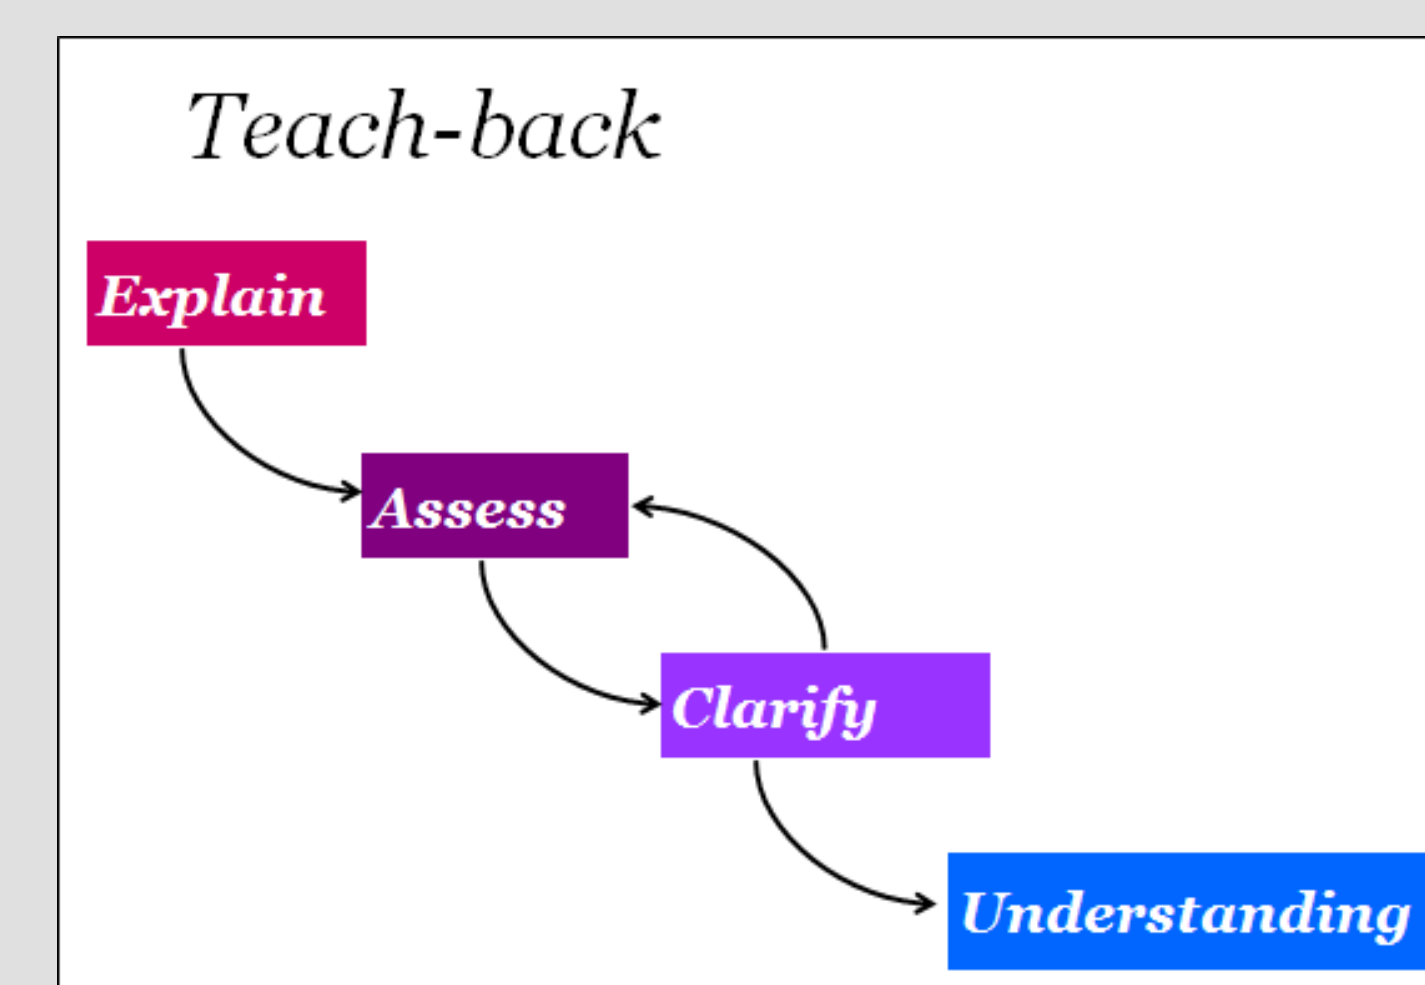 Teach-back
Explain
Assess
Clarify
Understanding